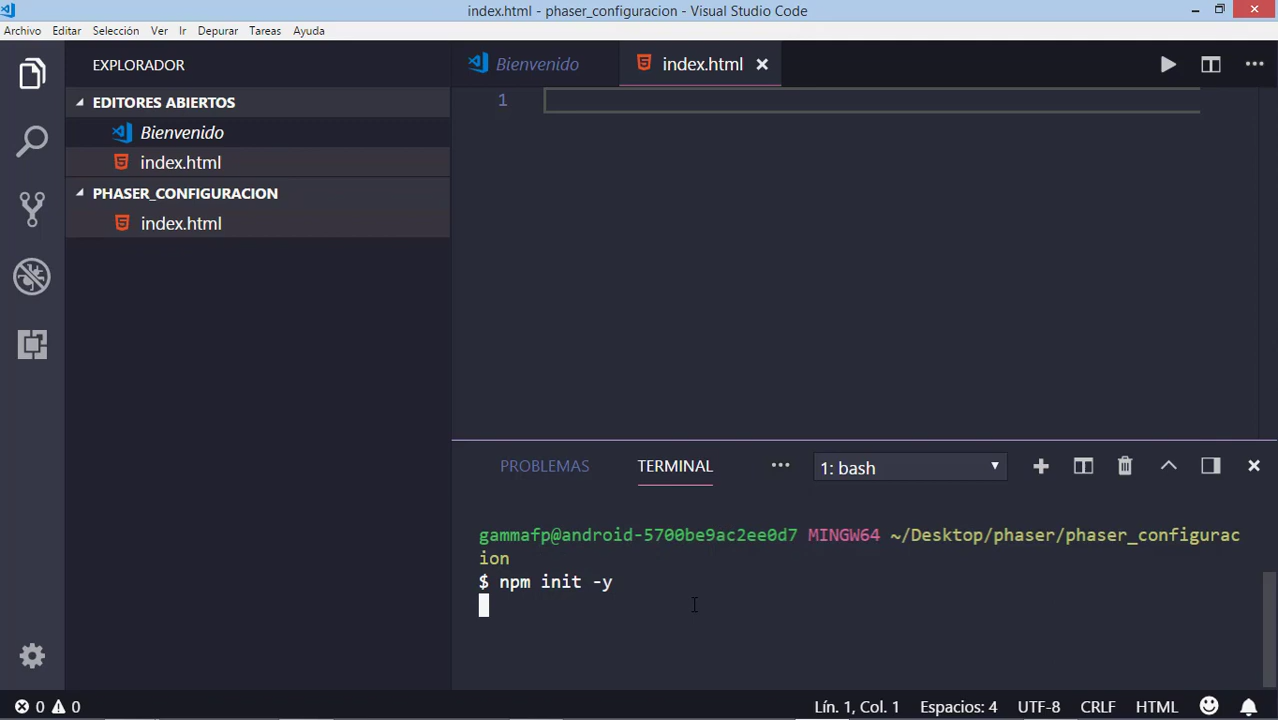 index.html - phaser_configuracion - Visual Studio Code
Archivo Editar Selección Ver Ir Depurar Tareas Ayuda
EXPLORADOR
Bienvenido index.html
EDITORES ABIERTOS
1
Bienvenido
index.html
PHASER_CONFIGURACION
index.html
PROBLEMAS TERMINAL 1: bash
gammafp@android-5700be9ac2ee0d7 MINGW64 ~/Desktop/phaser/phaser_configurac
ion
$ npm init -y
0 0 Lín. 1, Col. 1 Espacios: 4 UTF-8 CRLF HTML